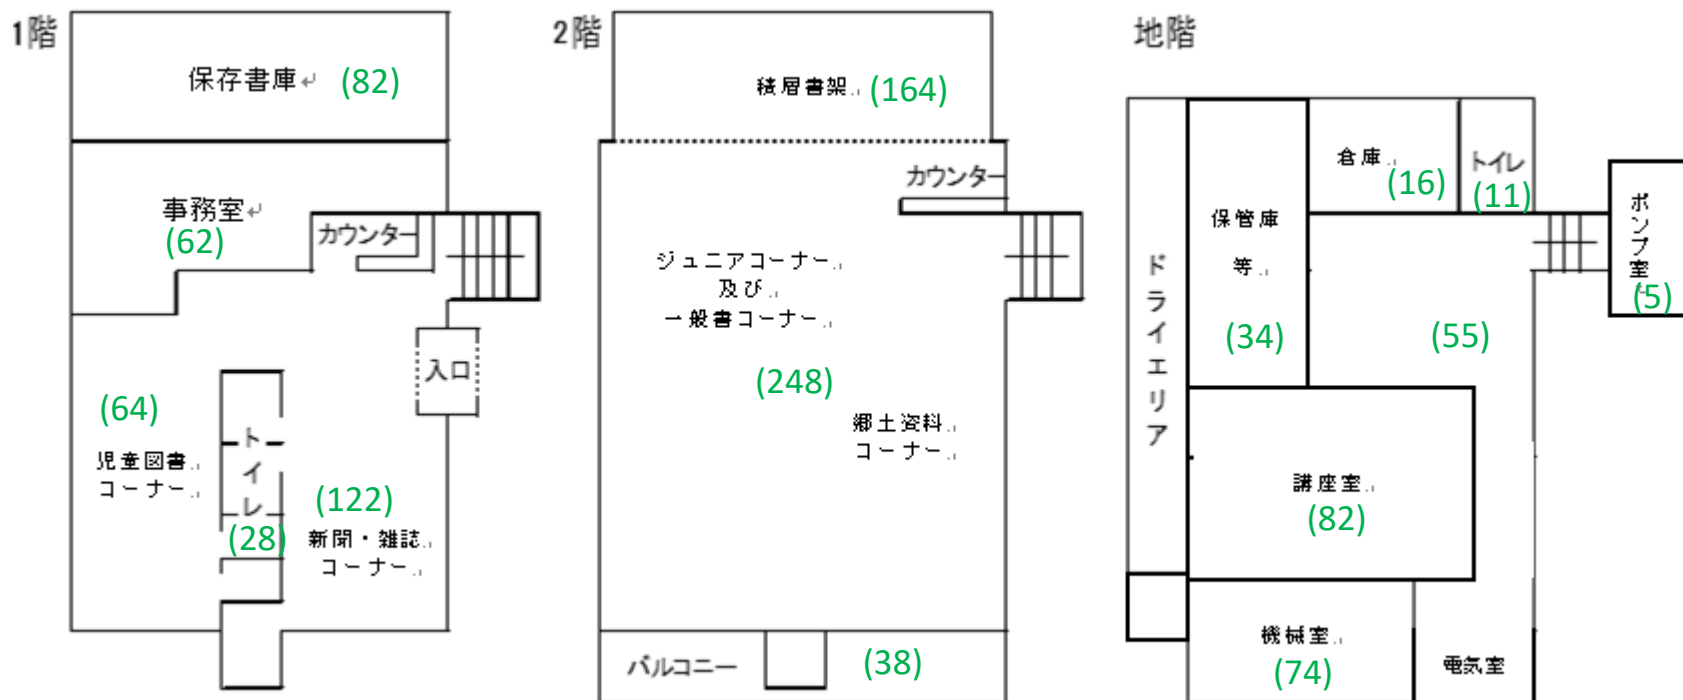 1階
保存書庫↵ (82)
事務室↵
(62)
カウンター
入口
(64)
児童図書
コーナー
トイレ
(28)
(122)
新聞・雑誌
コーナー
2階
積層書架 (164)
カウンター
ジュニアコーナー
及び
一般書コーナー
(248)
郷土資料
コーナー
バルコニー
(38)
地階
倉庫
(16)
トイレ
(11)
ポンプ室
(5)
保管庫
等
(34)
(55)
ドライエリア
講座室
(82)
機械室
(74)
電気室